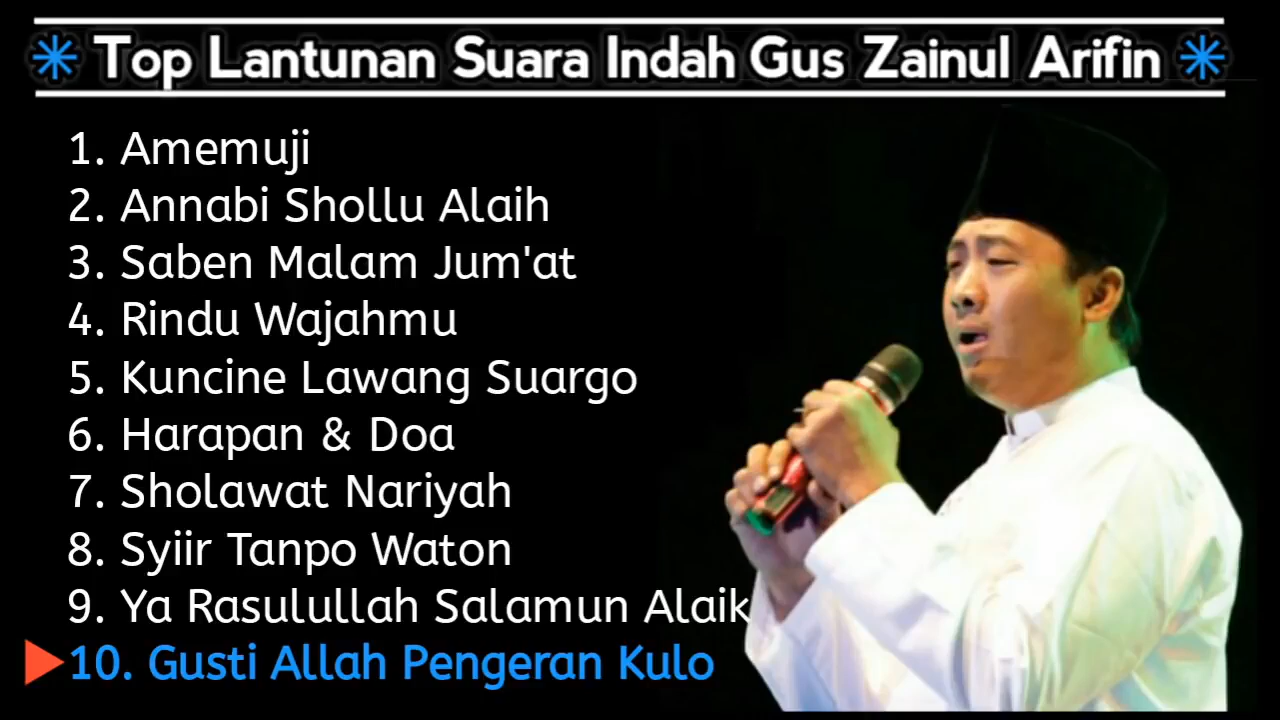 Top Lantunan Suara Indah Gus Zainul Arifin
1. Amemuji
2. Annabi Shollu Alaih
3. Saben Malam Jum'at
4. Rindu Wajahmu
5. Kuncine Lawang Suargo
6. Harapan & Doa
7. Sholawat Nariyah
8. Syiir Tanpo Waton
9. Ya Rasulullah Salamun Alaik
10. Gusti Allah Pengeran Kulo